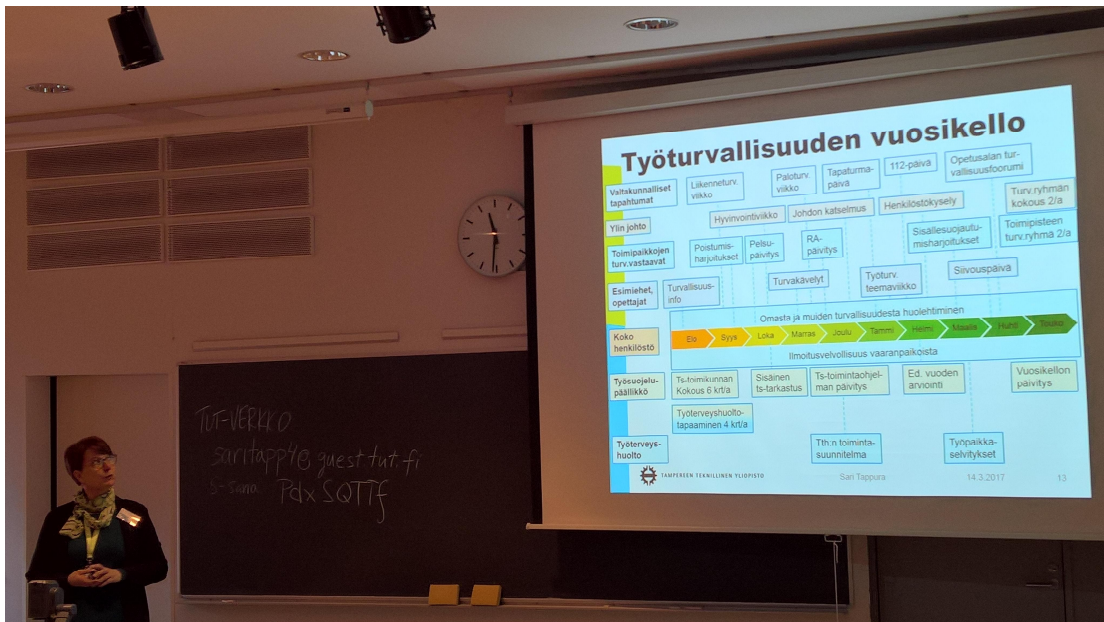 Työturvallisuuden vuosikello
Valtakunnalliset
tapahtumat
Liikenneturv.
viikko
Paloturv.
viikko
Tapaturma-
päivä
112-päivä
Opetusalan tur-
vallisuusfoorumi
Ylin johto
Hyvinvointiviikko
Johdon katselmus
Henkilöstökysely
Turv.ryhmän
kokous 2/a
Toimipaikkojen
turv.vastaavat
Poistumis-
harjoitukset
Pelsu-
päivitys
RA-
päivitys
Sisällesuojautu-
misharjoitukset
Toimipisteen
turv.ryhmä 2/a
Esimiehet,
opettajat
Turvallisuus-
info
Turvakävelyt
Työturv.
teemaviikko
Siivouspäivä
Omasta ja muiden turvallisuudesta huolehtiminen
Koko
henkilöstö
Elo Syys Loka Marras Joulu Tammi Helmi Maalis Huhti Touko
Ilmoitusvelvollisuus vaaranpaikoista
Työsuojelu-
päällikkö
Ts-toimikunnan
Kokous 6 krt/a
Sisäinen
ts-tarkastus
Ts-toimintaohjel-
man päivitys
Ed. vuoden
arviointi
Vuosikellon
päivitys
Työterveyshuolto-
tapaaminen 4 krt/a
Työterveys-
huolto
Tth:n toiminta-
suunnitelma
Työpaikka-
selvitykset
TAMPEREEN TEKNILLINEN YLIOPISTO
Sari Tappura
14.3.2017
13
TUT-VERKKO
saritapp4@guest.tut.fi
s-sana